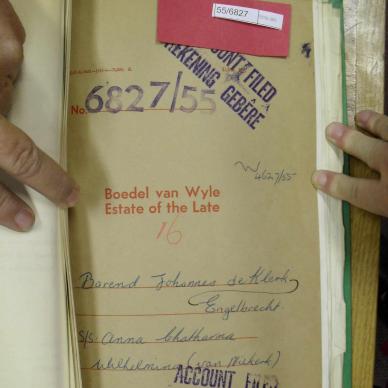 55/6827
ACCOUNT FILED
REKENING GEBÊRE
No. 6827/55
4627/55
Boedel van Wyle
Estate of the Late
16
Barend Johannes de Klerk
Engelbrecht.
S/S: Anna Chatharina
Wilhelmina (van Niekerk)
ACCOUNT FILED